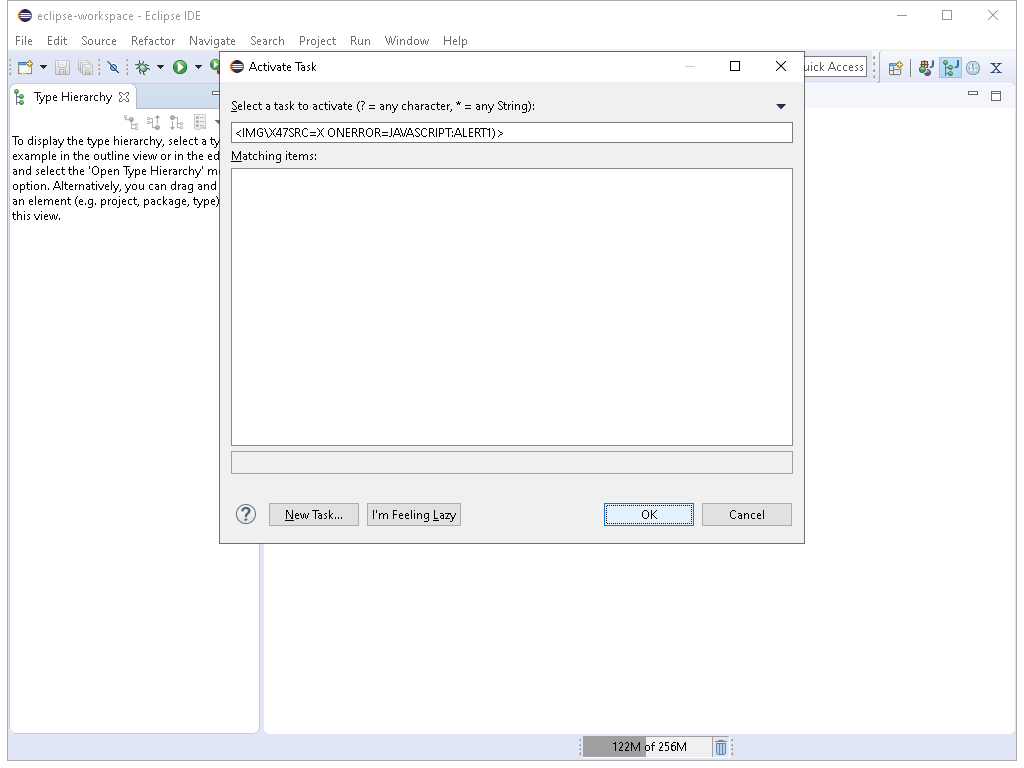 eclipse-workspace - Eclipse IDE
File Edit Source Refactor Navigate Search Project Run Window Help
Activate Task
Access
Type Hierarchy
Select a task to activate (? = any character, * = any String):
<IMG\X47SRC=X ONERROR=JAVASCRIPT:ALERT1)>
Matching items:
To display the type hierarchy, select a ty
example in the outline view or in the ed
and select the 'Open Type Hierarchy' m
option. Alternatively, you can drag and
an element (e.g. project, package, type)
this view.
New Task... I'm Feeling Lazy OK Cancel
122M of 256M